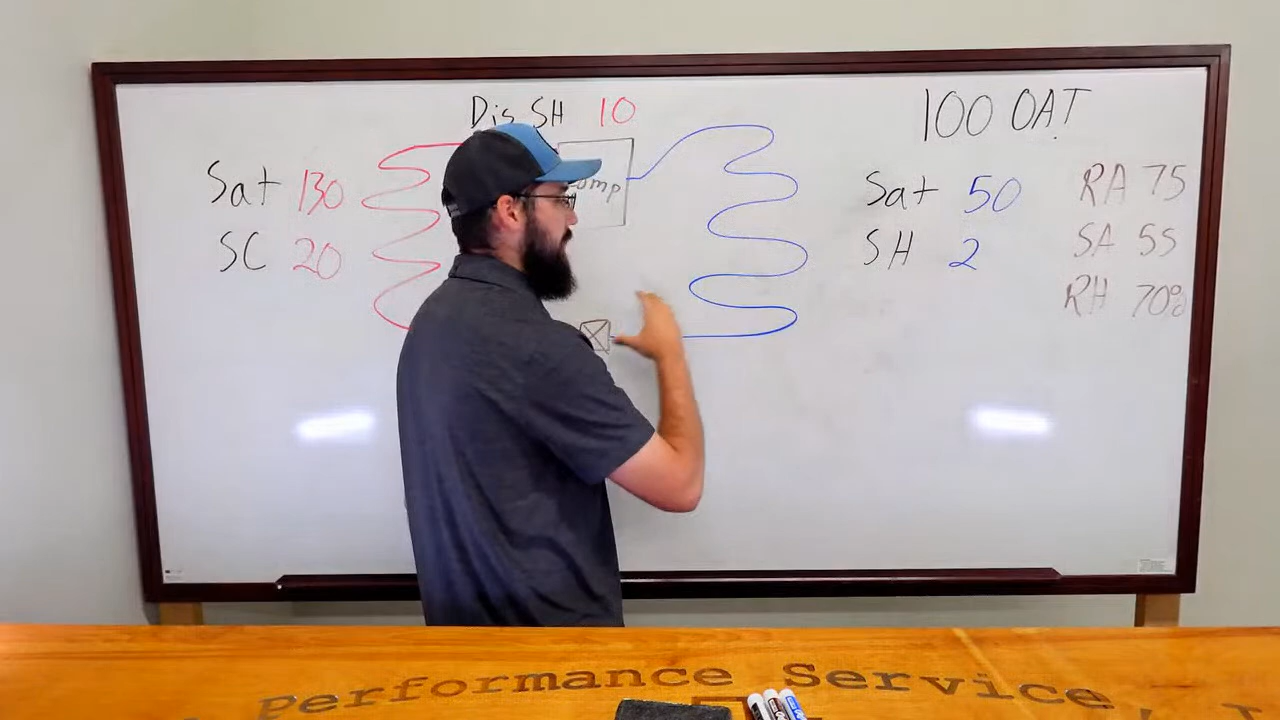 Dis SH 10
100 OAT
Sat 130
SC 20
omp
Sat 50
SH 2
RA 75
SA 55
RH 70%
Performance Service,